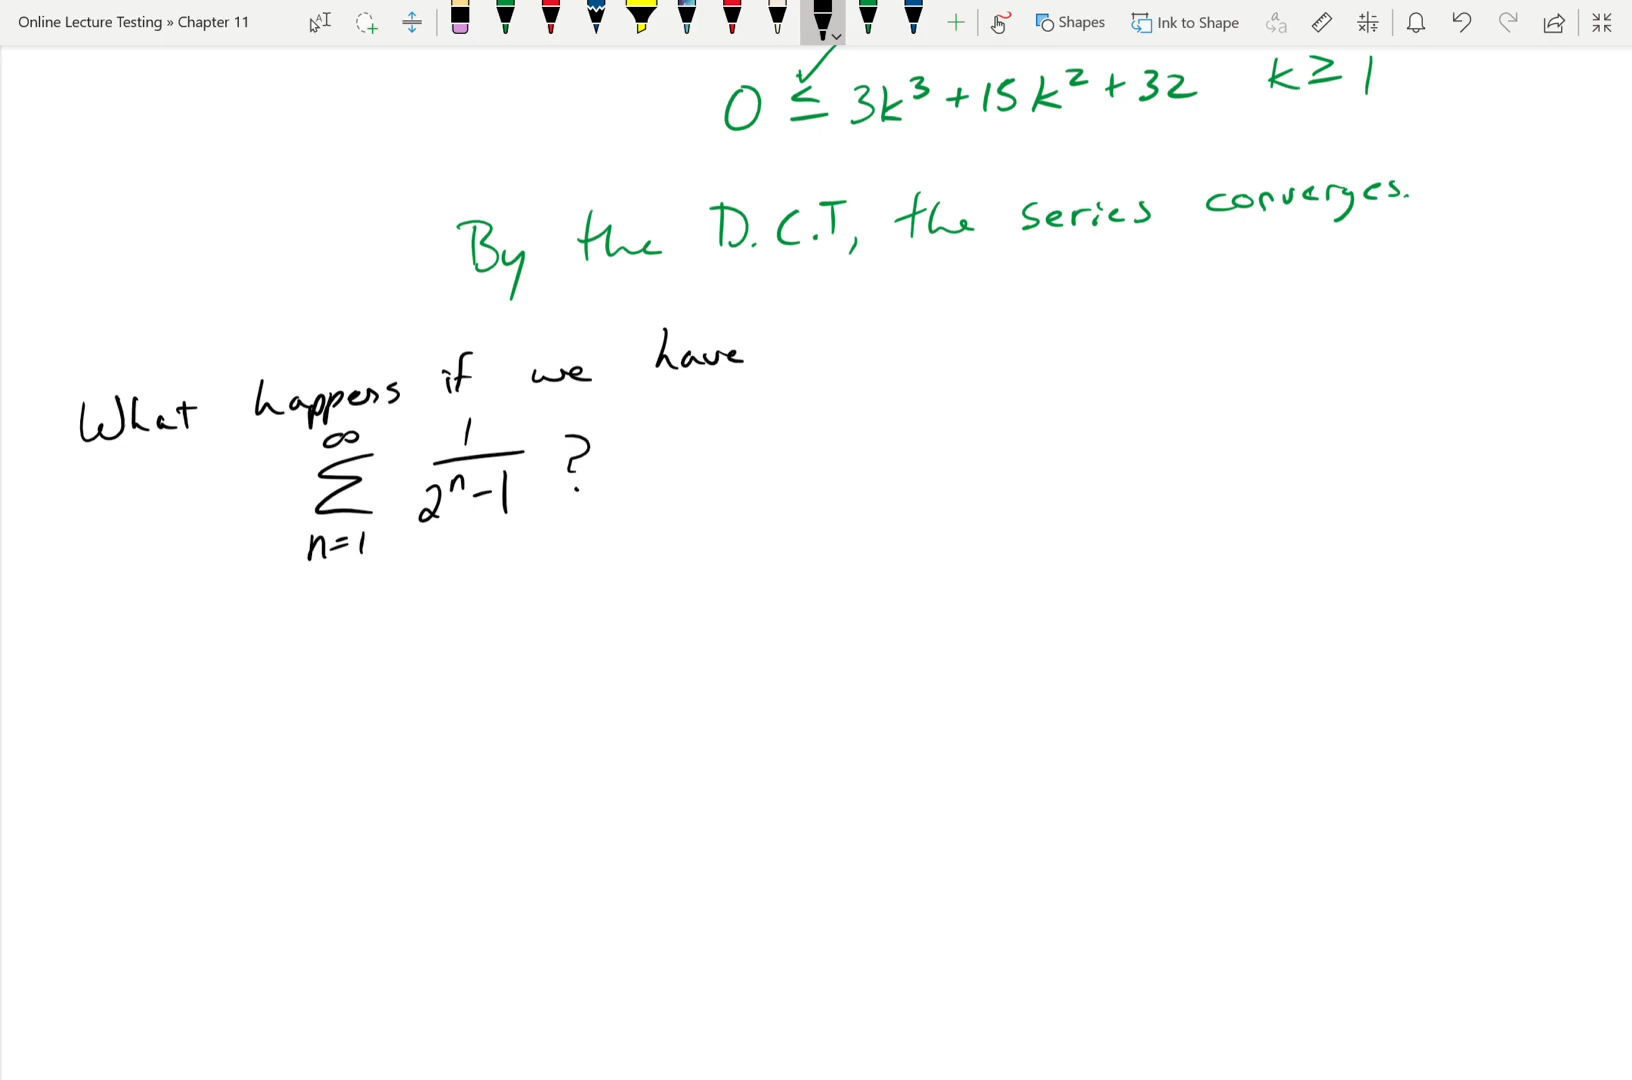 Online Lecture Testing » Chapter 11 Shapes Ink to Shape
0 ≤ 3k³ + 15k² + 32 k ≥ 1
By the D.C.T, the series converges.
What happens if we have
∞
∑ 1/(2ⁿ-1) ?
n=1